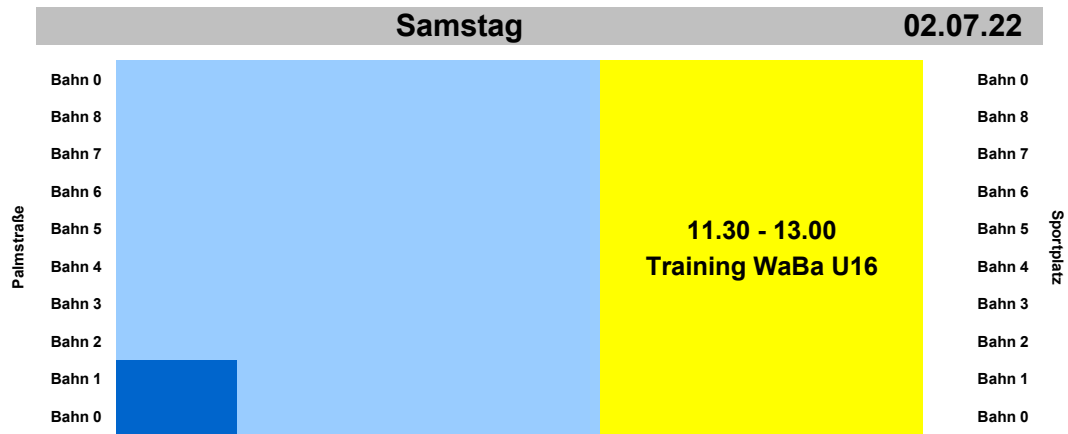 Samstag 02.07.22
Bahn 0 Bahn 0
Bahn 8 Bahn 8
Bahn 7 Bahn 7
Bahn 6 Bahn 6
Palmstraße
Bahn 5 11.30 - 13.00 Bahn 5
Sportplatz
Bahn 4 Training WaBa U16 Bahn 4
Bahn 3 Bahn 3
Bahn 2 Bahn 2
Bahn 1 Bahn 1
Bahn 0 Bahn 0